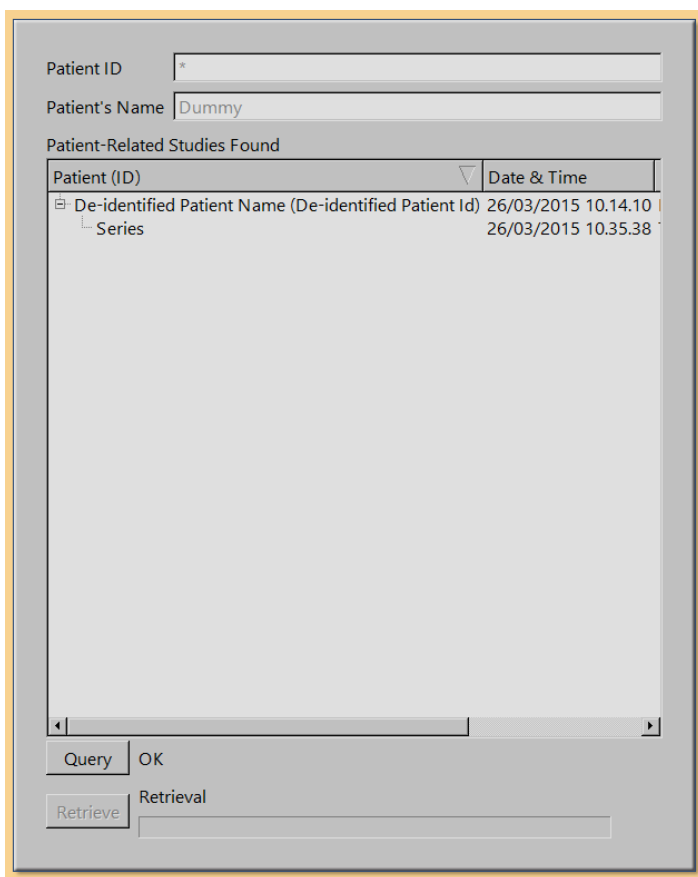 Patient ID *
Patient's Name Dummy
Patient-Related Studies Found
Patient (ID) Date & Time
De-identified Patient Name (De-identified Patient Id) 26/03/2015 10.14.10
Series 26/03/2015 10.35.38
Query OK
Retrieval
Retrieve